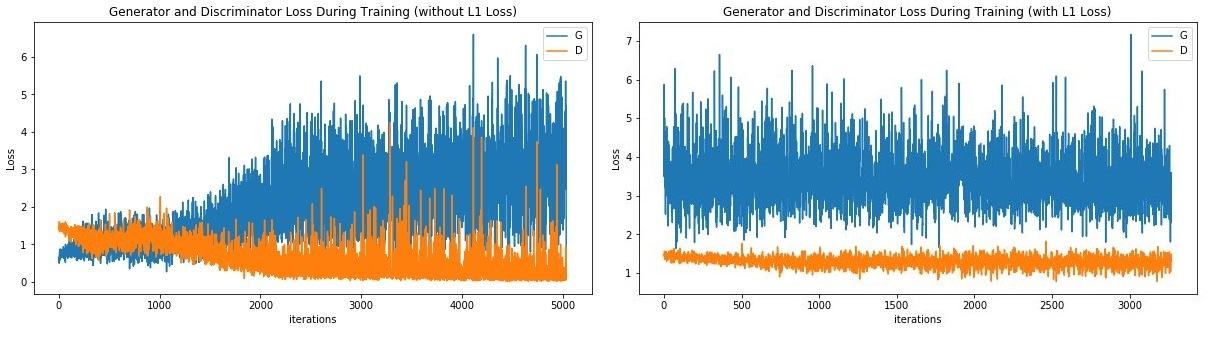 Generator and Discriminator Loss During Training (without L1 Loss)
G
D
6
5
4
3
2
1
0
Loss
0 1000 2000 3000 4000 5000
iterations
Generator and Discriminator Loss During Training (with L1 Loss)
G
D
7
6
5
4
3
2
1
Loss
0 500 1000 1500 2000 2500 3000
iterations